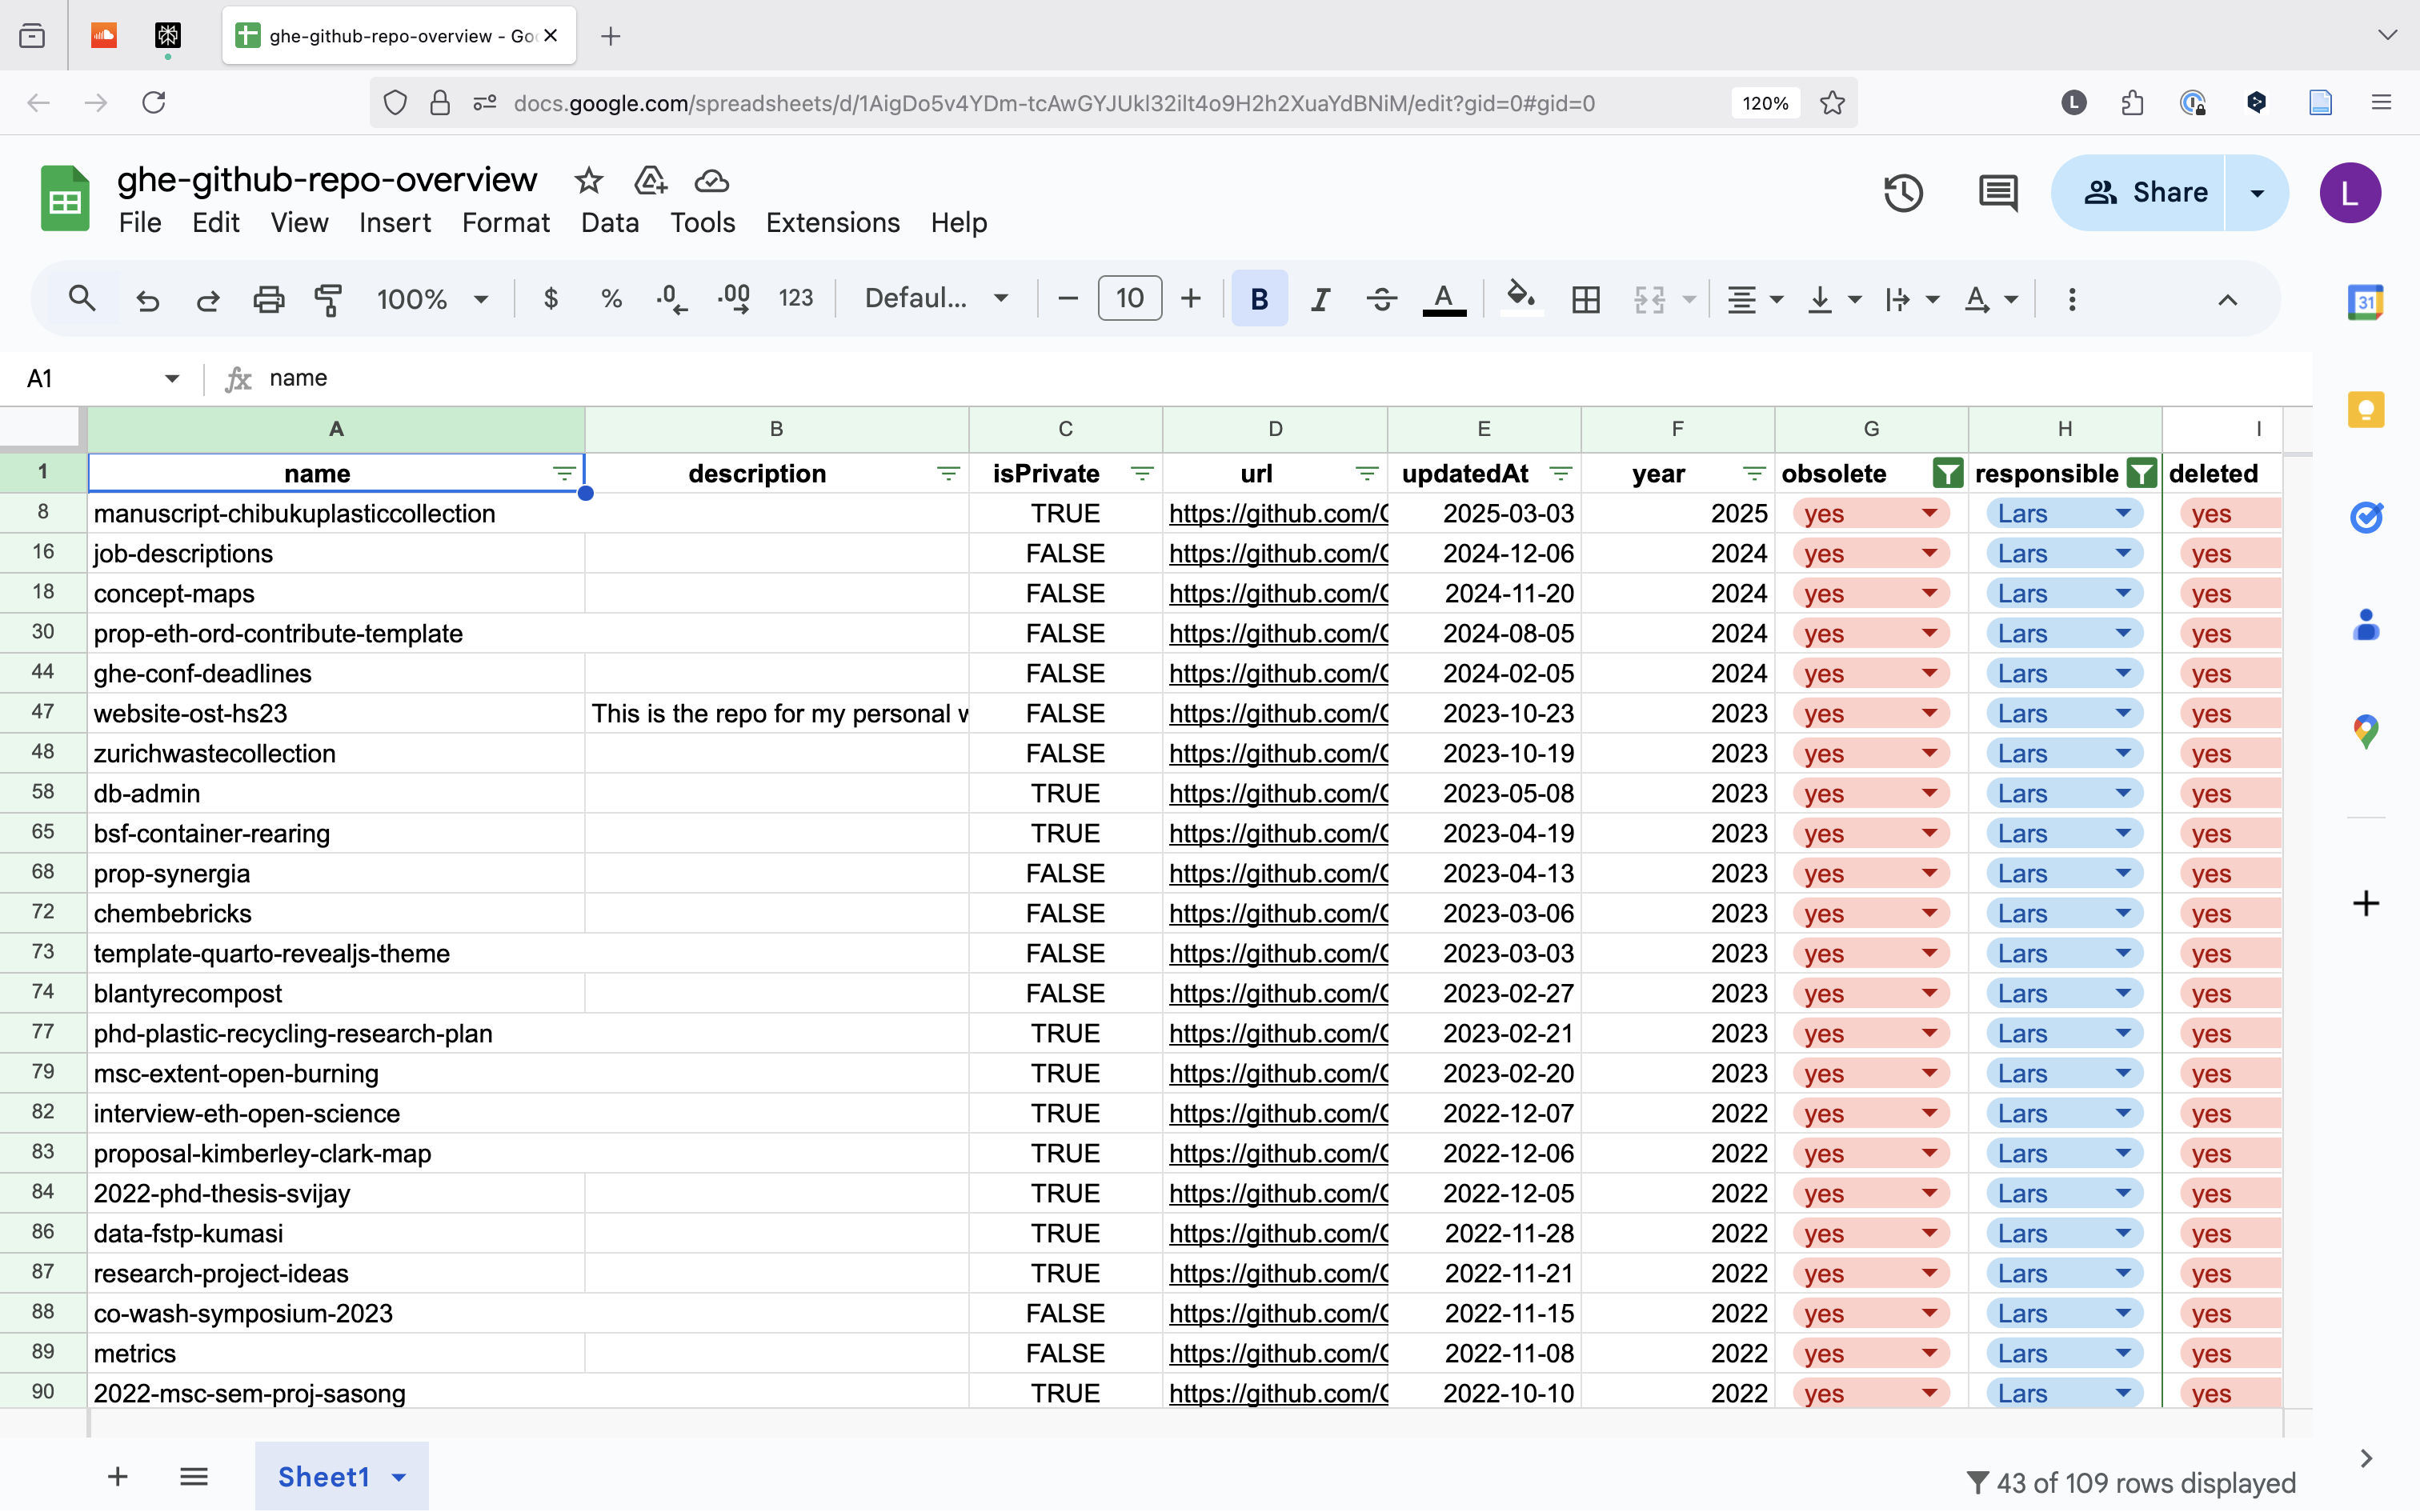 ghe-github-repo-overview - Go
docs.google.com/spreadsheets/d/1AigDo5v4YDm-tcAwGYJUkl32ilt4o9H2h2XuaYdBNiM/edit?gid=0#gid=0 120% L
ghe-github-repo-overview
File Edit View Insert Format Data Tools Extensions Help
Share L
100% $ % .0 .00 123 Defaul... 10 B I A A 31
A1 fx name
A B C D E F G H I
1 name description isPrivate url updatedAt year obsolete responsible deleted
8 manuscript-chibukuplasticcollection TRUE https://github.com/ 2025-03-03 2025 yes Lars yes
16 job-descriptions FALSE https://github.com/ 2024-12-06 2024 yes Lars yes
18 concept-maps FALSE https://github.com/ 2024-11-20 2024 yes Lars yes
30 prop-eth-ord-contribute-template FALSE https://github.com/ 2024-08-05 2024 yes Lars yes
44 ghe-conf-deadlines FALSE https://github.com/ 2024-02-05 2024 yes Lars yes
47 website-ost-hs23 This is the repo for my personal FALSE https://github.com/ 2023-10-23 2023 yes Lars yes
48 zurichwastecollection FALSE https://github.com/ 2023-10-19 2023 yes Lars yes
58 db-admin TRUE https://github.com/ 2023-05-08 2023 yes Lars yes
65 bsf-container-rearing TRUE https://github.com/ 2023-04-19 2023 yes Lars yes
68 prop-synergia FALSE https://github.com/ 2023-04-13 2023 yes Lars yes
72 chembebricks FALSE https://github.com/ 2023-03-06 2023 yes Lars yes
73 template-quarto-revealjs-theme FALSE https://github.com/ 2023-03-03 2023 yes Lars yes
74 blantyrecompost FALSE https://github.com/ 2023-02-27 2023 yes Lars yes
77 phd-plastic-recycling-research-plan TRUE https://github.com/ 2023-02-21 2023 yes Lars yes
79 msc-extent-open-burning TRUE https://github.com/ 2023-02-20 2023 yes Lars yes
82 interview-eth-open-science TRUE https://github.com/ 2022-12-07 2022 yes Lars yes
83 proposal-kimberley-clark-map TRUE https://github.com/ 2022-12-06 2022 yes Lars yes
84 2022-phd-thesis-svijay TRUE https://github.com/ 2022-12-05 2022 yes Lars yes
86 data-fstp-kumasi TRUE https://github.com/ 2022-11-28 2022 yes Lars yes
87 research-project-ideas TRUE https://github.com/ 2022-11-21 2022 yes Lars yes
88 co-wash-symposium-2023 FALSE https://github.com/ 2022-11-15 2022 yes Lars yes
89 metrics FALSE https://github.com/ 2022-11-08 2022 yes Lars yes
90 2022-msc-sem-proj-sasong TRUE https://github.com/ 2022-10-10 2022 yes Lars yes
Sheet1 43 of 109 rows displayed